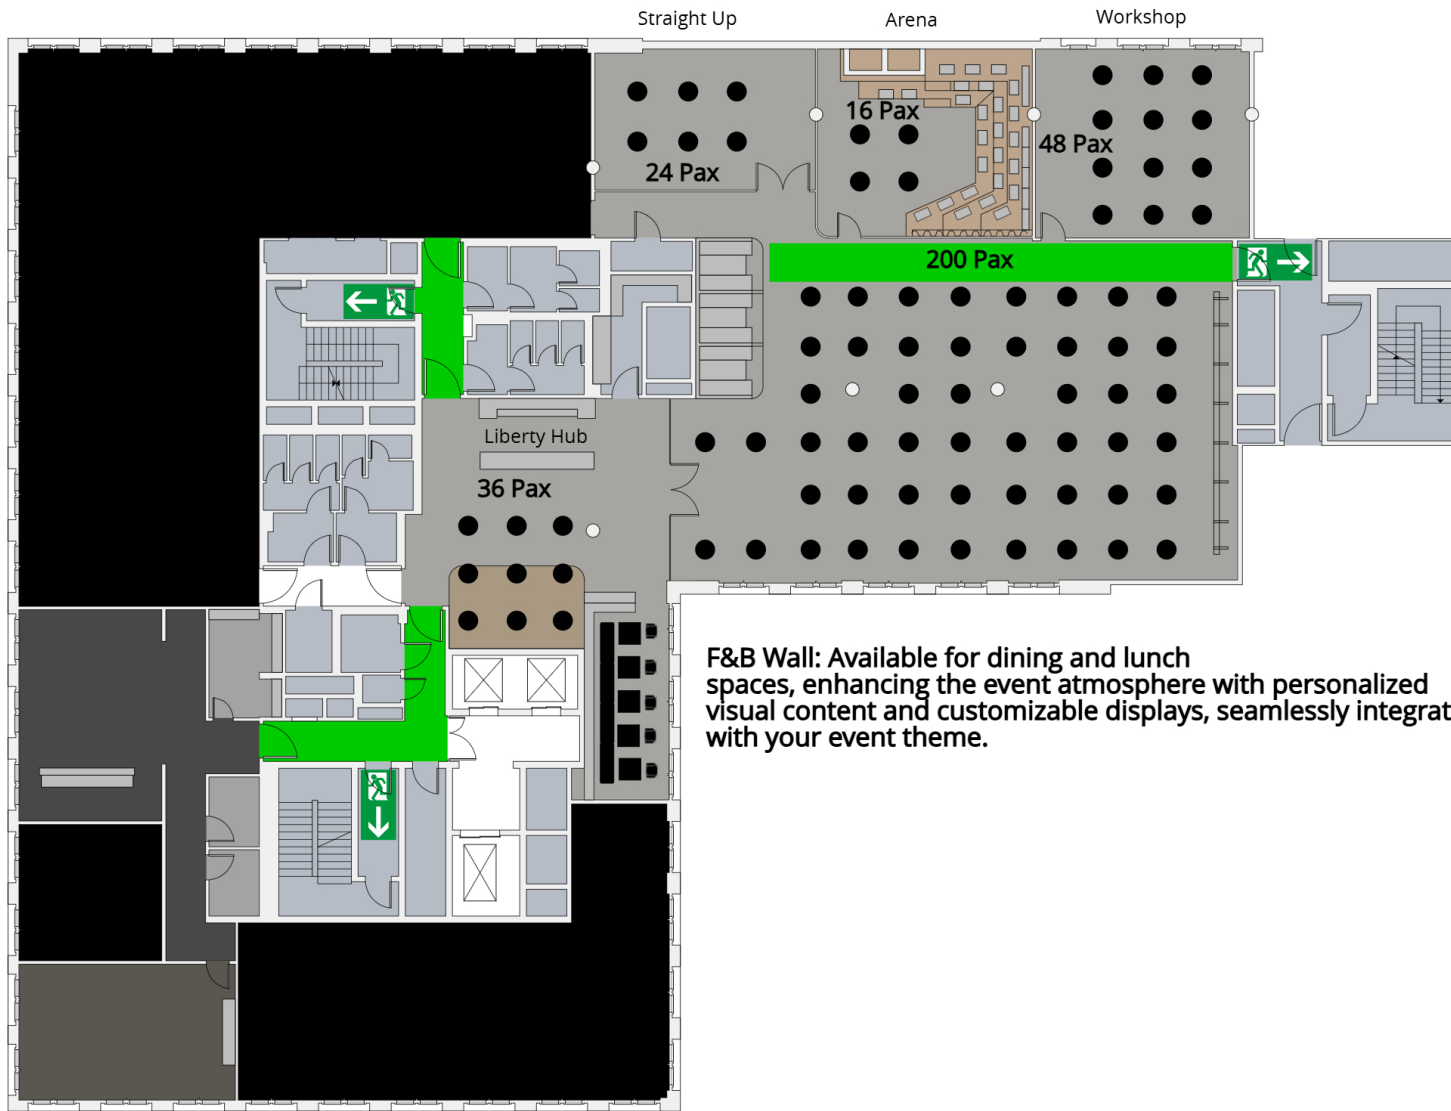 Straight Up
Arena
Workshop
16 Pax
48 Pax
24 Pax
200 Pax
Liberty Hub
36 Pax
F&B Wall: Available for dining and lunch
spaces, enhancing the event atmosphere with personalized
visual content and customizable displays, seamlessly integrat
with your event theme.